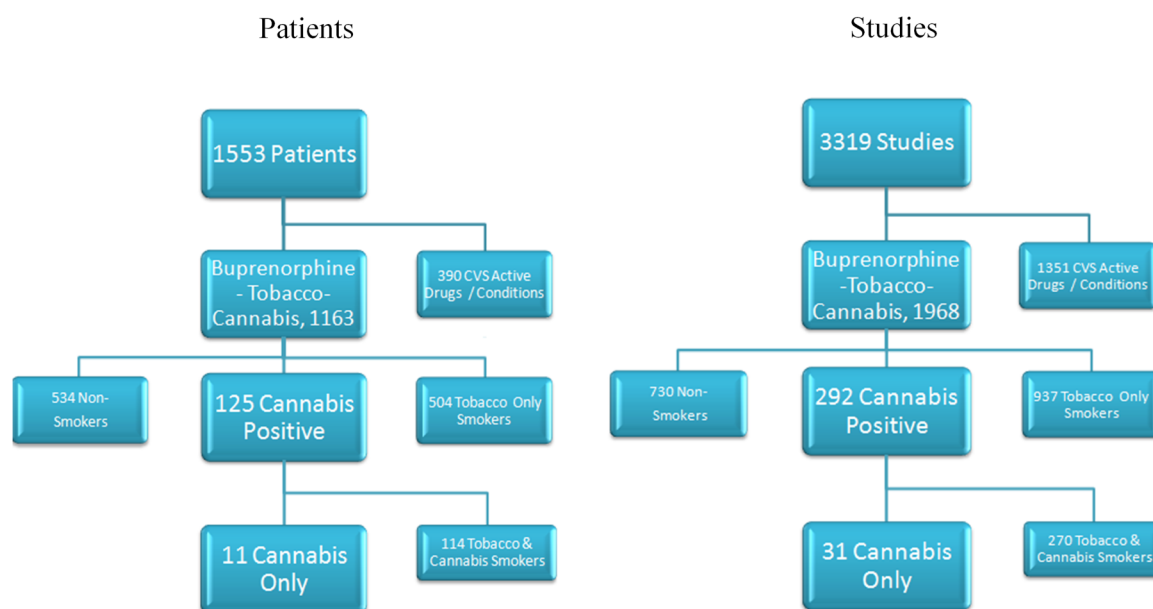 Patients
1553 Patients
Buprenorphine
- Tobacco-
Cannabis, 1163
390 CVS Active
Drugs / Conditions
534 Non-
Smokers
125 Cannabis
Positive
504 Tobacco Only
Smokers
11 Cannabis
Only
114 Tobacco &
Cannabis Smokers
Studies
3319 Studies
Buprenorphine
-Tobacco-
Cannabis, 1968
1351 CVS Active
Drugs / Conditions
730 Non-
Smokers
292 Cannabis
Positive
937 Tobacco Only
Smokers
31 Cannabis
Only
270 Tobacco &
Cannabis Smokers